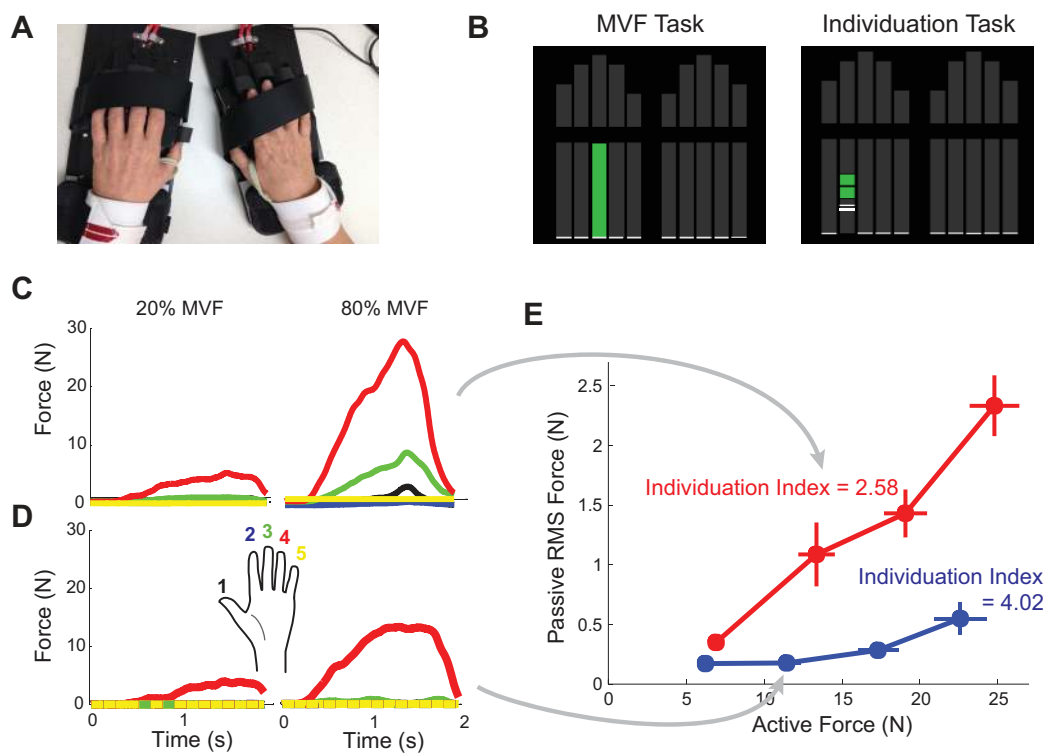 A
B
MVF Task
Individuation Task
C
20% MVF
80% MVF
Force (N)
30
20
10
0
D
Force (N)
30
20
10
0
1
2
3
4
5
0
1
0
1
2
Time (s)
Time (s)
E
Passive RMS Force (N)
2.5
2
1.5
1
0.5
0
0
5
10
15
20
25
Active Force (N)
Individuation Index = 2.58
Individuation Index
= 4.02